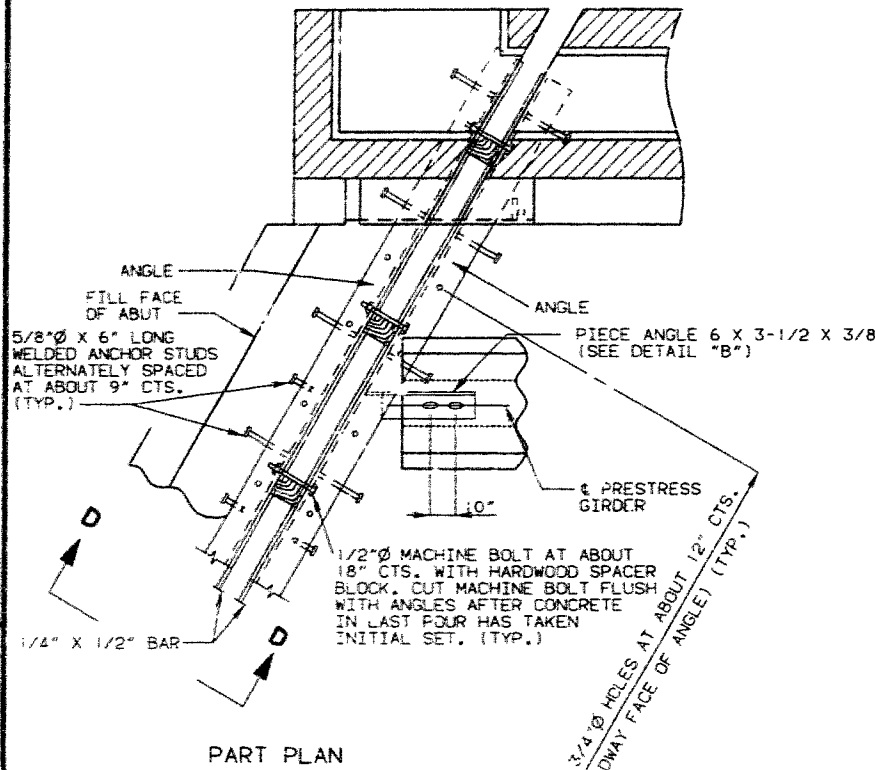 ANGLE
FILL FACE
OF ABUT
5/8"Ø X 6" LONG
WELDED ANCHOR STUDS
ALTERNATELY SPACED
AT ABOUT 9" CTS.
(TYP.)
ANGLE
PIECE ANGLE 6 X 3-1/2 X 3/8
(SEE DETAIL "B")
℄ PRESTRESS
GIRDER
10"
D
1/2"Ø MACHINE BOLT AT ABOUT
18" CTS. WITH HARDWOOD SPACER
BLOCK. CUT MACHINE BOLT FLUSH
WITH ANGLES AFTER CONCRETE
IN LAST POUR HAS TAKEN
INITIAL SET. (TYP.)
1/4" X 1/2" BAR
D
3/4"Ø HOLES AT ABOUT 12" CTS.
FACE OF ANGLE) (TYP.)
PART PLAN